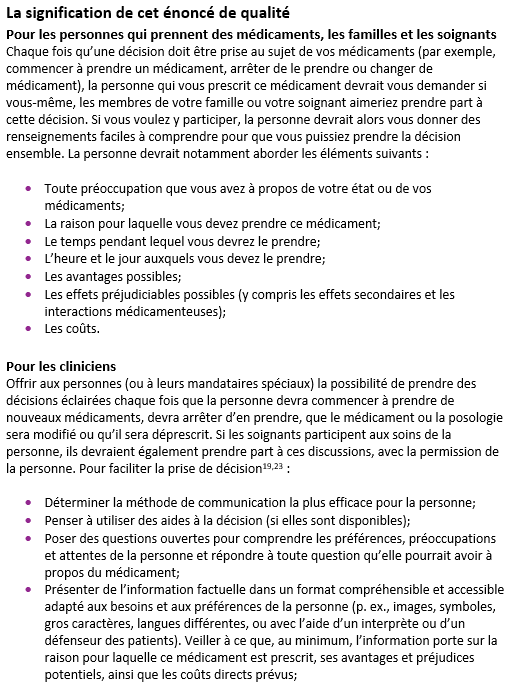 La signification de cet énoncé de qualité
Pour les personnes qui prennent des médicaments, les familles et les soignants
Chaque fois qu’une décision doit être prise au sujet de vos médicaments (par exemple,
commencer à prendre un médicament, arrêter de le prendre ou changer de
médicament), la personne qui vous prescrit ce médicament devrait vous demander si
vous-même, les membres de votre famille ou votre soignant aimeriez prendre part à
cette décision. Si vous voulez y participer, la personne devrait alors vous donner des
renseignements faciles à comprendre pour que vous puissiez prendre la décision
ensemble. La personne devrait notamment aborder les éléments suivants :
• Toute préoccupation que vous avez à propos de votre état ou de vos
médicaments;
• La raison pour laquelle vous devez prendre ce médicament;
• Le temps pendant lequel vous devrez le prendre;
• L’heure et le jour auxquels vous devez le prendre;
• Les avantages possibles;
• Les effets préjudiciables possibles (y compris les effets secondaires et les
interactions médicamenteuses);
• Les coûts.
Pour les cliniciens
Offrir aux personnes (ou à leurs mandataires spéciaux) la possibilité de prendre des
décisions éclairées chaque fois que la personne devra commencer à prendre de
nouveaux médicaments, devra arrêter d’en prendre, que le médicament ou la posologie
sera modifié ou qu’il sera déprescrit. Si les soignants participent aux soins de la
personne, ils devraient également prendre part à ces discussions, avec la permission de
la personne. Pour faciliter la prise de décision19,23 :
• Déterminer la méthode de communication la plus efficace pour la personne;
• Penser à utiliser des aides à la décision (si elles sont disponibles);
• Poser des questions ouvertes pour comprendre les préférences, préoccupations
et attentes de la personne et répondre à toute question qu’elle pourrait avoir à
propos du médicament;
• Présenter de l’information factuelle dans un format compréhensible et accessible
adapté aux besoins et aux préférences de la personne (p. ex., images, symboles,
gros caractères, langues différentes, ou avec l’aide d’un interprète ou d’un
défenseur des patients). Veiller à ce que, au minimum, l’information porte sur la
raison pour laquelle ce médicament est prescrit, ses avantages et préjudices
potentiels, ainsi que les coûts directs prévus;